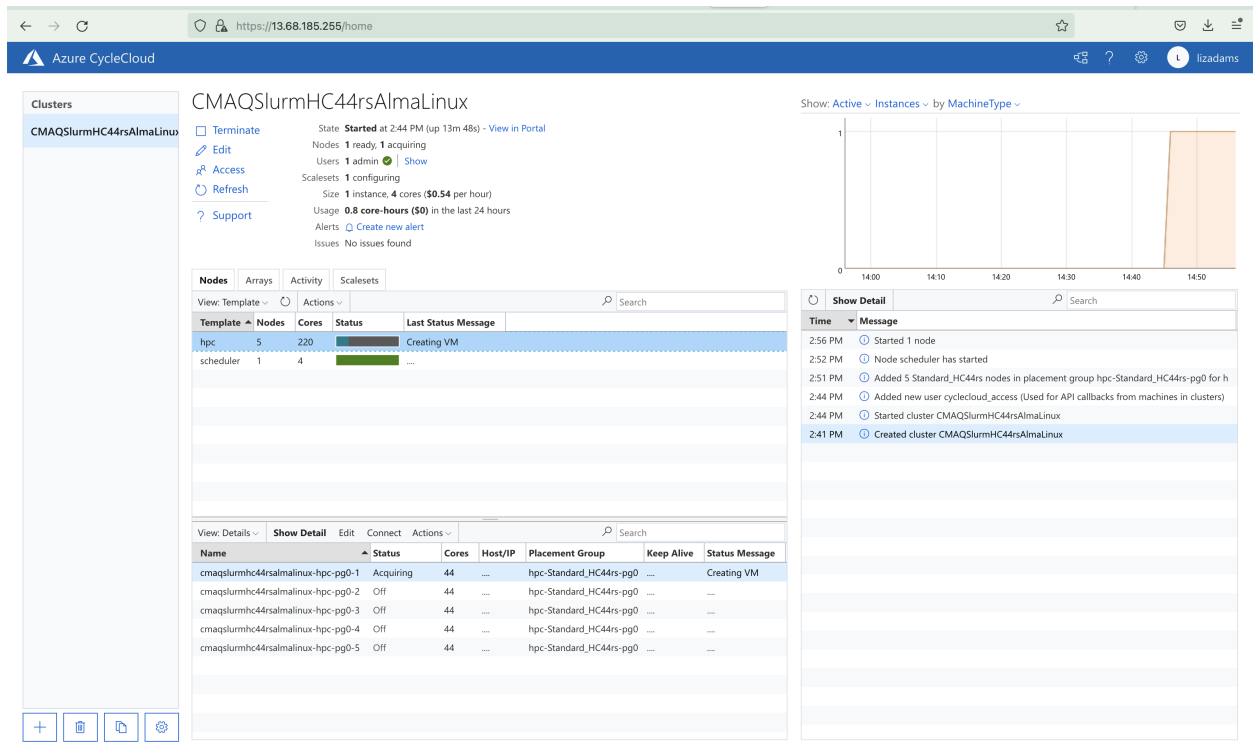 https://13.68.185.255/home
Azure CycleCloud
? L lizadams
Clusters
CMAQSlurmHC44rsAlmaLinux
CMAQSlurmHC44rsAlmaLinux
Terminate
Edit
Access
Refresh
? Support
State Started at 2:44 PM (up 13m 48s) - View in Portal
Nodes 1 ready, 1 acquiring
Users 1 admin Show
Scalesets 1 configuring
Size 1 instance, 4 cores ($0.54 per hour)
Usage 0.8 core-hours ($0) in the last 24 hours
Alerts Create new alert
Issues No issues found
Show: Active Instances by MachineType
1
0
14:00 14:10 14:20 14:30 14:40 14:50
Nodes Arrays Activity Scalesets
View: Template Actions Search
Template Nodes Cores Status Last Status Message
hpc 5 220 Creating VM
scheduler 1 4 ....
View: Details Show Detail Edit Connect Actions Search
Name Status Cores Host/IP Placement Group Keep Alive Status Message
cmaqslurmhc44rsalmalinux-hpc-pg0-1 Acquiring 44 .... hpc-Standard_HC44rs-pg0 .... Creating VM
cmaqslurmhc44rsalmalinux-hpc-pg0-2 Off 44 .... hpc-Standard_HC44rs-pg0 .... ....
cmaqslurmhc44rsalmalinux-hpc-pg0-3 Off 44 .... hpc-Standard_HC44rs-pg0 .... ....
cmaqslurmhc44rsalmalinux-hpc-pg0-4 Off 44 .... hpc-Standard_HC44rs-pg0 .... ....
cmaqslurmhc44rsalmalinux-hpc-pg0-5 Off 44 .... hpc-Standard_HC44rs-pg0 .... ....
Show Detail Search
Time Message
2:56 PM Started 1 node
2:52 PM Node scheduler has started
2:51 PM Added 5 Standard_HC44rs nodes in placement group hpc-Standard_HC44rs-pg0 for h
2:44 PM Added new user cyclecloud_access (Used for API callbacks from machines in clusters)
2:44 PM Started cluster CMAQSlurmHC44rsAlmaLinux
2:41 PM Created cluster CMAQSlurmHC44rsAlmaLinux